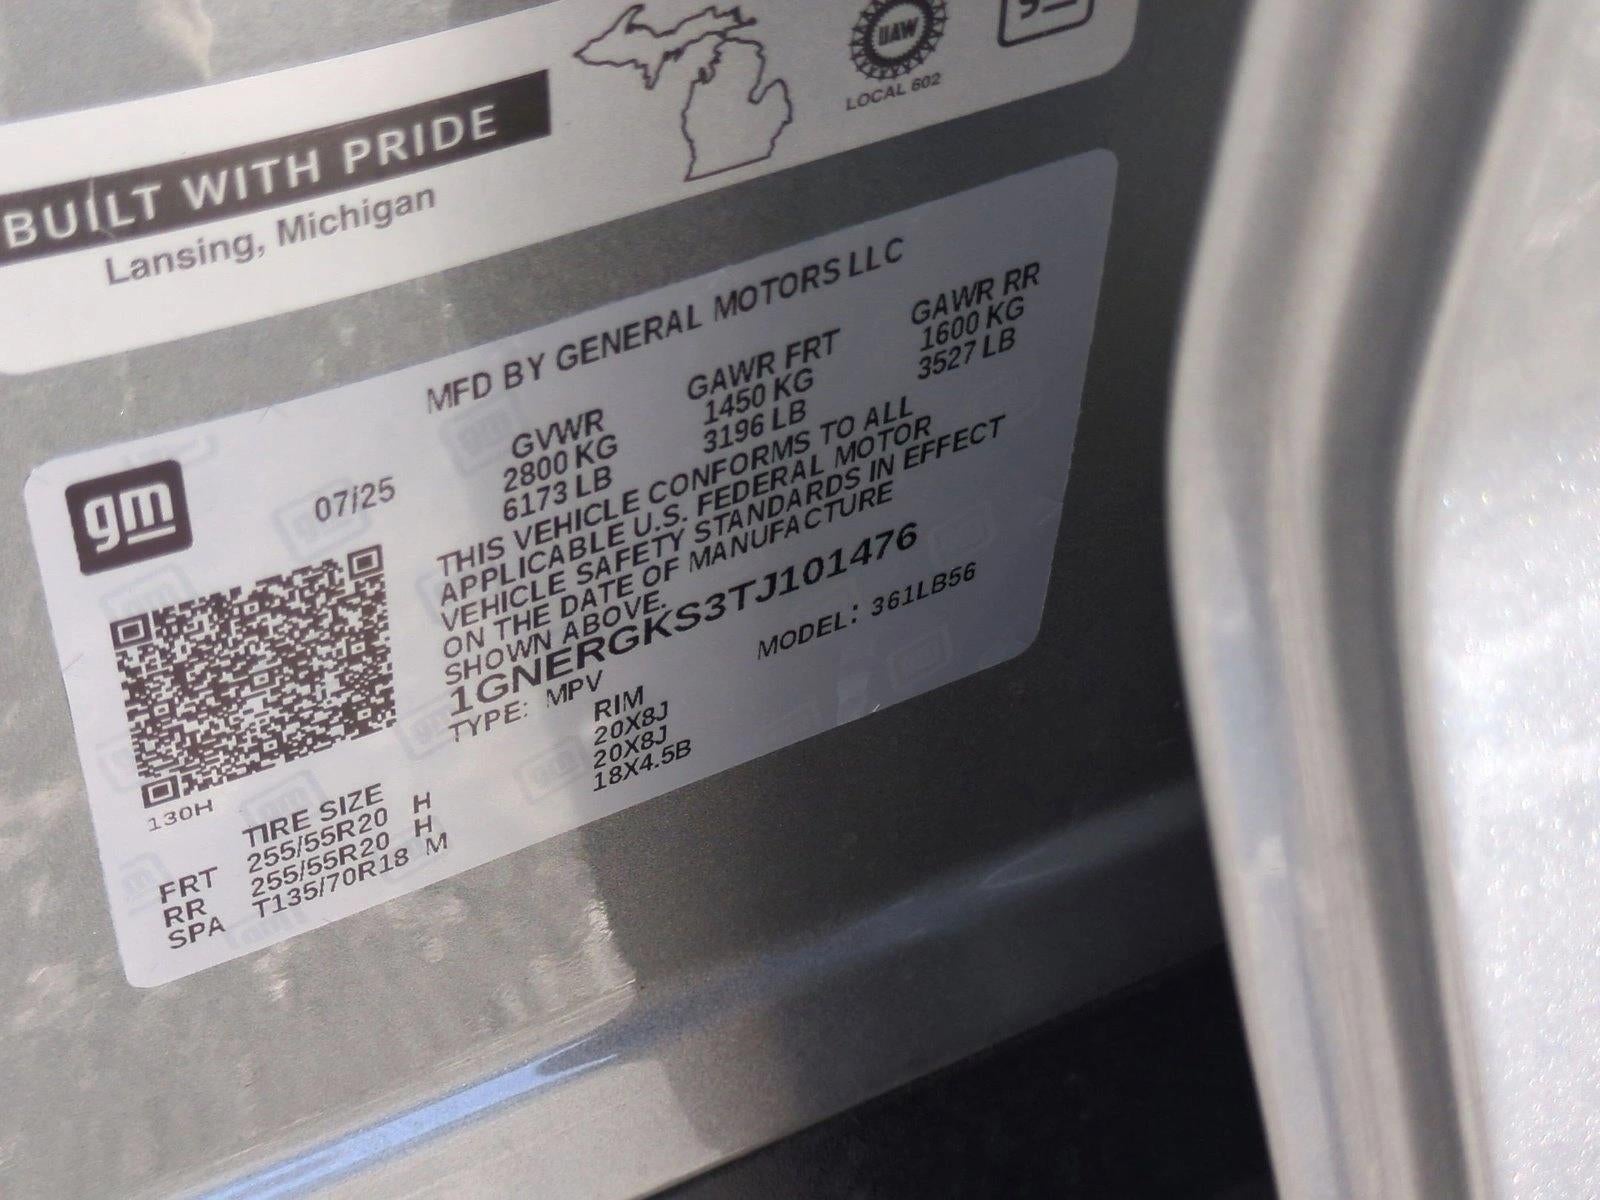 UAW
LOCAL 602
BUILT WITH PRIDE
Lansing, Michigan
MFD BY GENERAL MOTORS LLC
gm
07/25
GVWR
2800 KG
6173 LB
GAWR FRT
1450 KG
3196 LB
GAWR RR
1600 KG
3527 LB
THIS VEHICLE CONFORMS TO ALL
APPLICABLE U.S. FEDERAL MOTOR
VEHICLE SAFETY STANDARDS IN EFFECT
ON THE DATE OF MANUFACTURE
SHOWN ABOVE.
1GNERGKS3TJ101476
TYPE: MPV
MODEL: 361LB56
130H
TIRE SIZE RIM
FRT 255/55R20 H 20X8J
RR 255/55R20 H 20X8J
SPA T135/70R18 M 18X4.5B